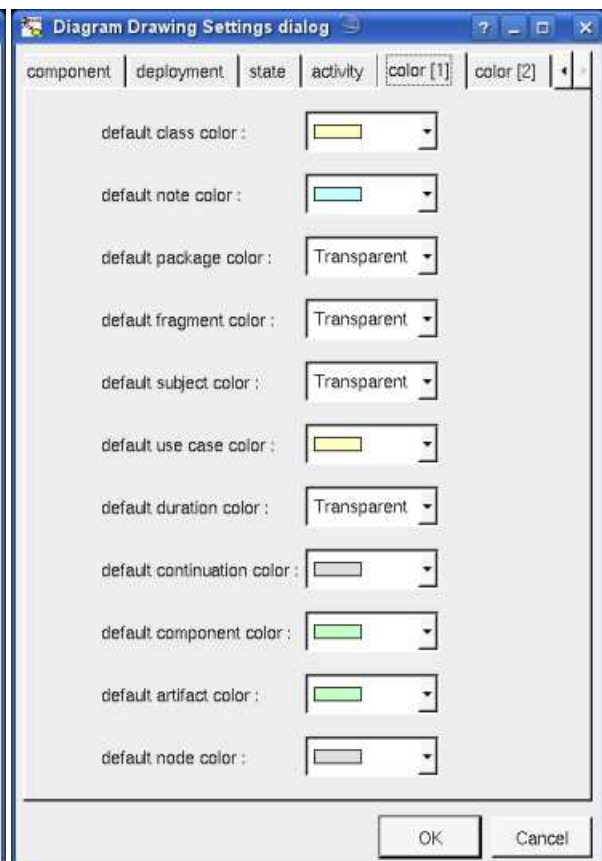 Diagram Drawing Settings dialog ?
component deployment state activity color [1] color [2]
default class color :
default note color :
default package color : Transparent
default fragment color : Transparent
default subject color : Transparent
default use case color :
default duration color : Transparent
default continuation color :
default component color :
default artifact color :
default node color :
OK Cancel